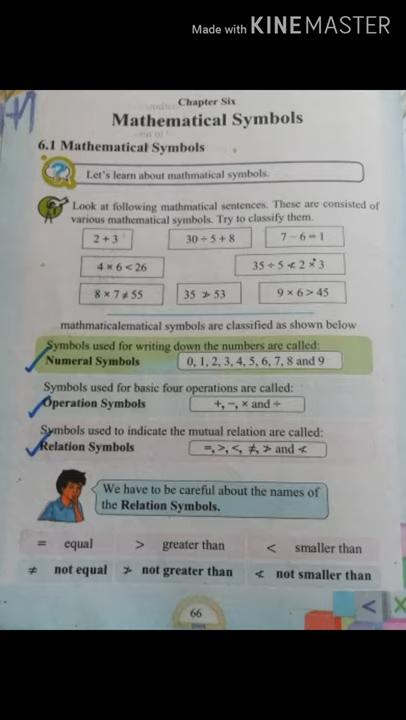 Made with KINEMASTER
Chapter Six
Mathematical Symbols
6.1 Mathematical Symbols
Let's learn about mathmatical symbols.
Look at following mathmatical sentences. These are consisted of
various mathematical symbols. Try to classify them.
2 + 3
30 ÷ 5 + 8
7 − 6 = 1
4 × 6 < 26
35 ÷ 5 ≮ 2 × 3
8 × 7 ≠ 55
35 ≯ 53
9 × 6 > 45
mathmaticalematical symbols are classified as shown below
Symbols used for writing down the numbers are called:
Numeral Symbols 0, 1, 2, 3, 4, 5, 6, 7, 8 and 9
Symbols used for basic four operations are called:
Operation Symbols +, −, × and ÷
Symbols used to indicate the mutual relation are called:
Relation Symbols =, >, <, ≠, ≯ and ≮
We have to be careful about the names of
the Relation Symbols.
= equal > greater than < smaller than
≠ not equal ≯ not greater than ≮ not smaller than
66